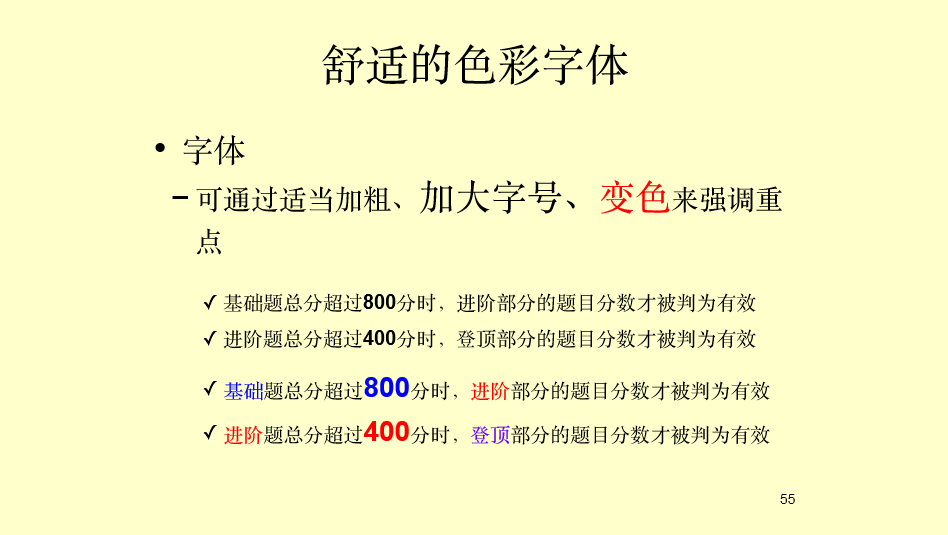 舒适的色彩字体
• 字体
– 可通过适当加粗、加大字号、变色来强调重
点
✓ 基础题总分超过800分时，进阶部分的题目分数才被判为有效
✓ 进阶题总分超过400分时，登顶部分的题目分数才被判为有效
✓ 基础题总分超过800分时，进阶部分的题目分数才被判为有效
✓ 进阶题总分超过400分时，登顶部分的题目分数才被判为有效
55